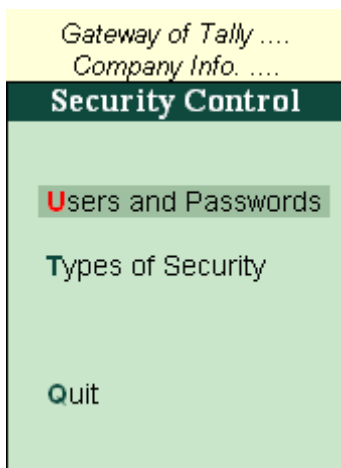 Gateway of Tally ....
Company Info. ....
Security Control
Users and Passwords
Types of Security
Quit